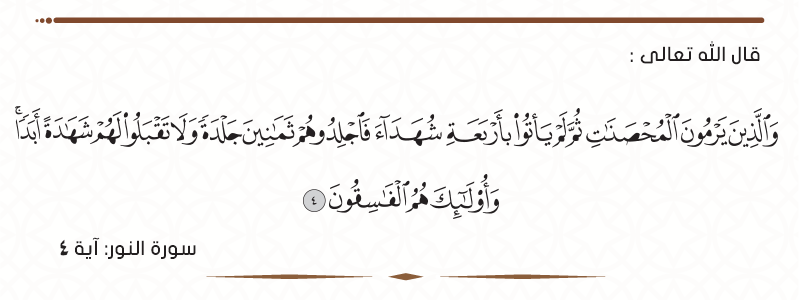 قال الله تعالى :
وَٱلَّذِينَ يَرْمُونَ ٱلْمُحْصَنَٰتِ ثُمَّ لَمْ يَأْتُوا۟ بِأَرْبَعَةِ شُهَدَآءَ فَٱجْلِدُوهُمْ ثَمَٰنِينَ جَلْدَةً وَلَا تَقْبَلُوا۟ لَهُمْ شَهَٰدَةً أَبَدًا ۚ
وَأُو۟لَٰٓئِكَ هُمُ ٱلْفَٰسِقُونَ ٤
سورة النور: آية ٤